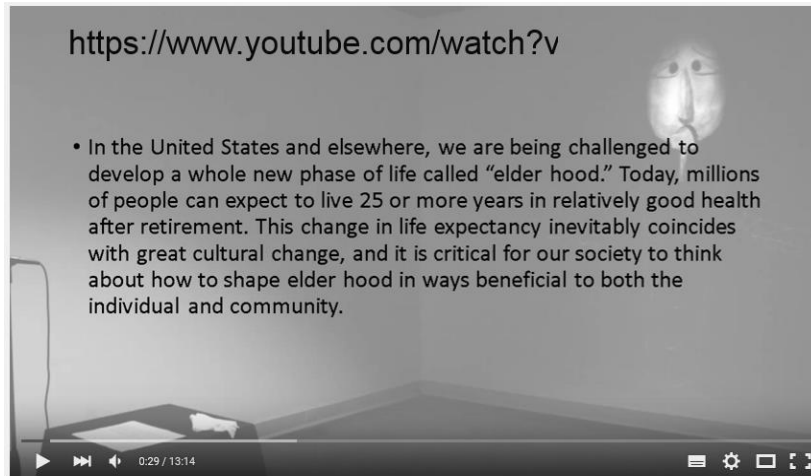 https://www.youtube.com/watch?v
• In the United States and elsewhere, we are being challenged to
develop a whole new phase of life called “elder hood.” Today, millions
of people can expect to live 25 or more years in relatively good health
after retirement. This change in life expectancy inevitably coincides
with great cultural change, and it is critical for our society to think
about how to shape elder hood in ways beneficial to both the
individual and community.
0:29 / 13:14